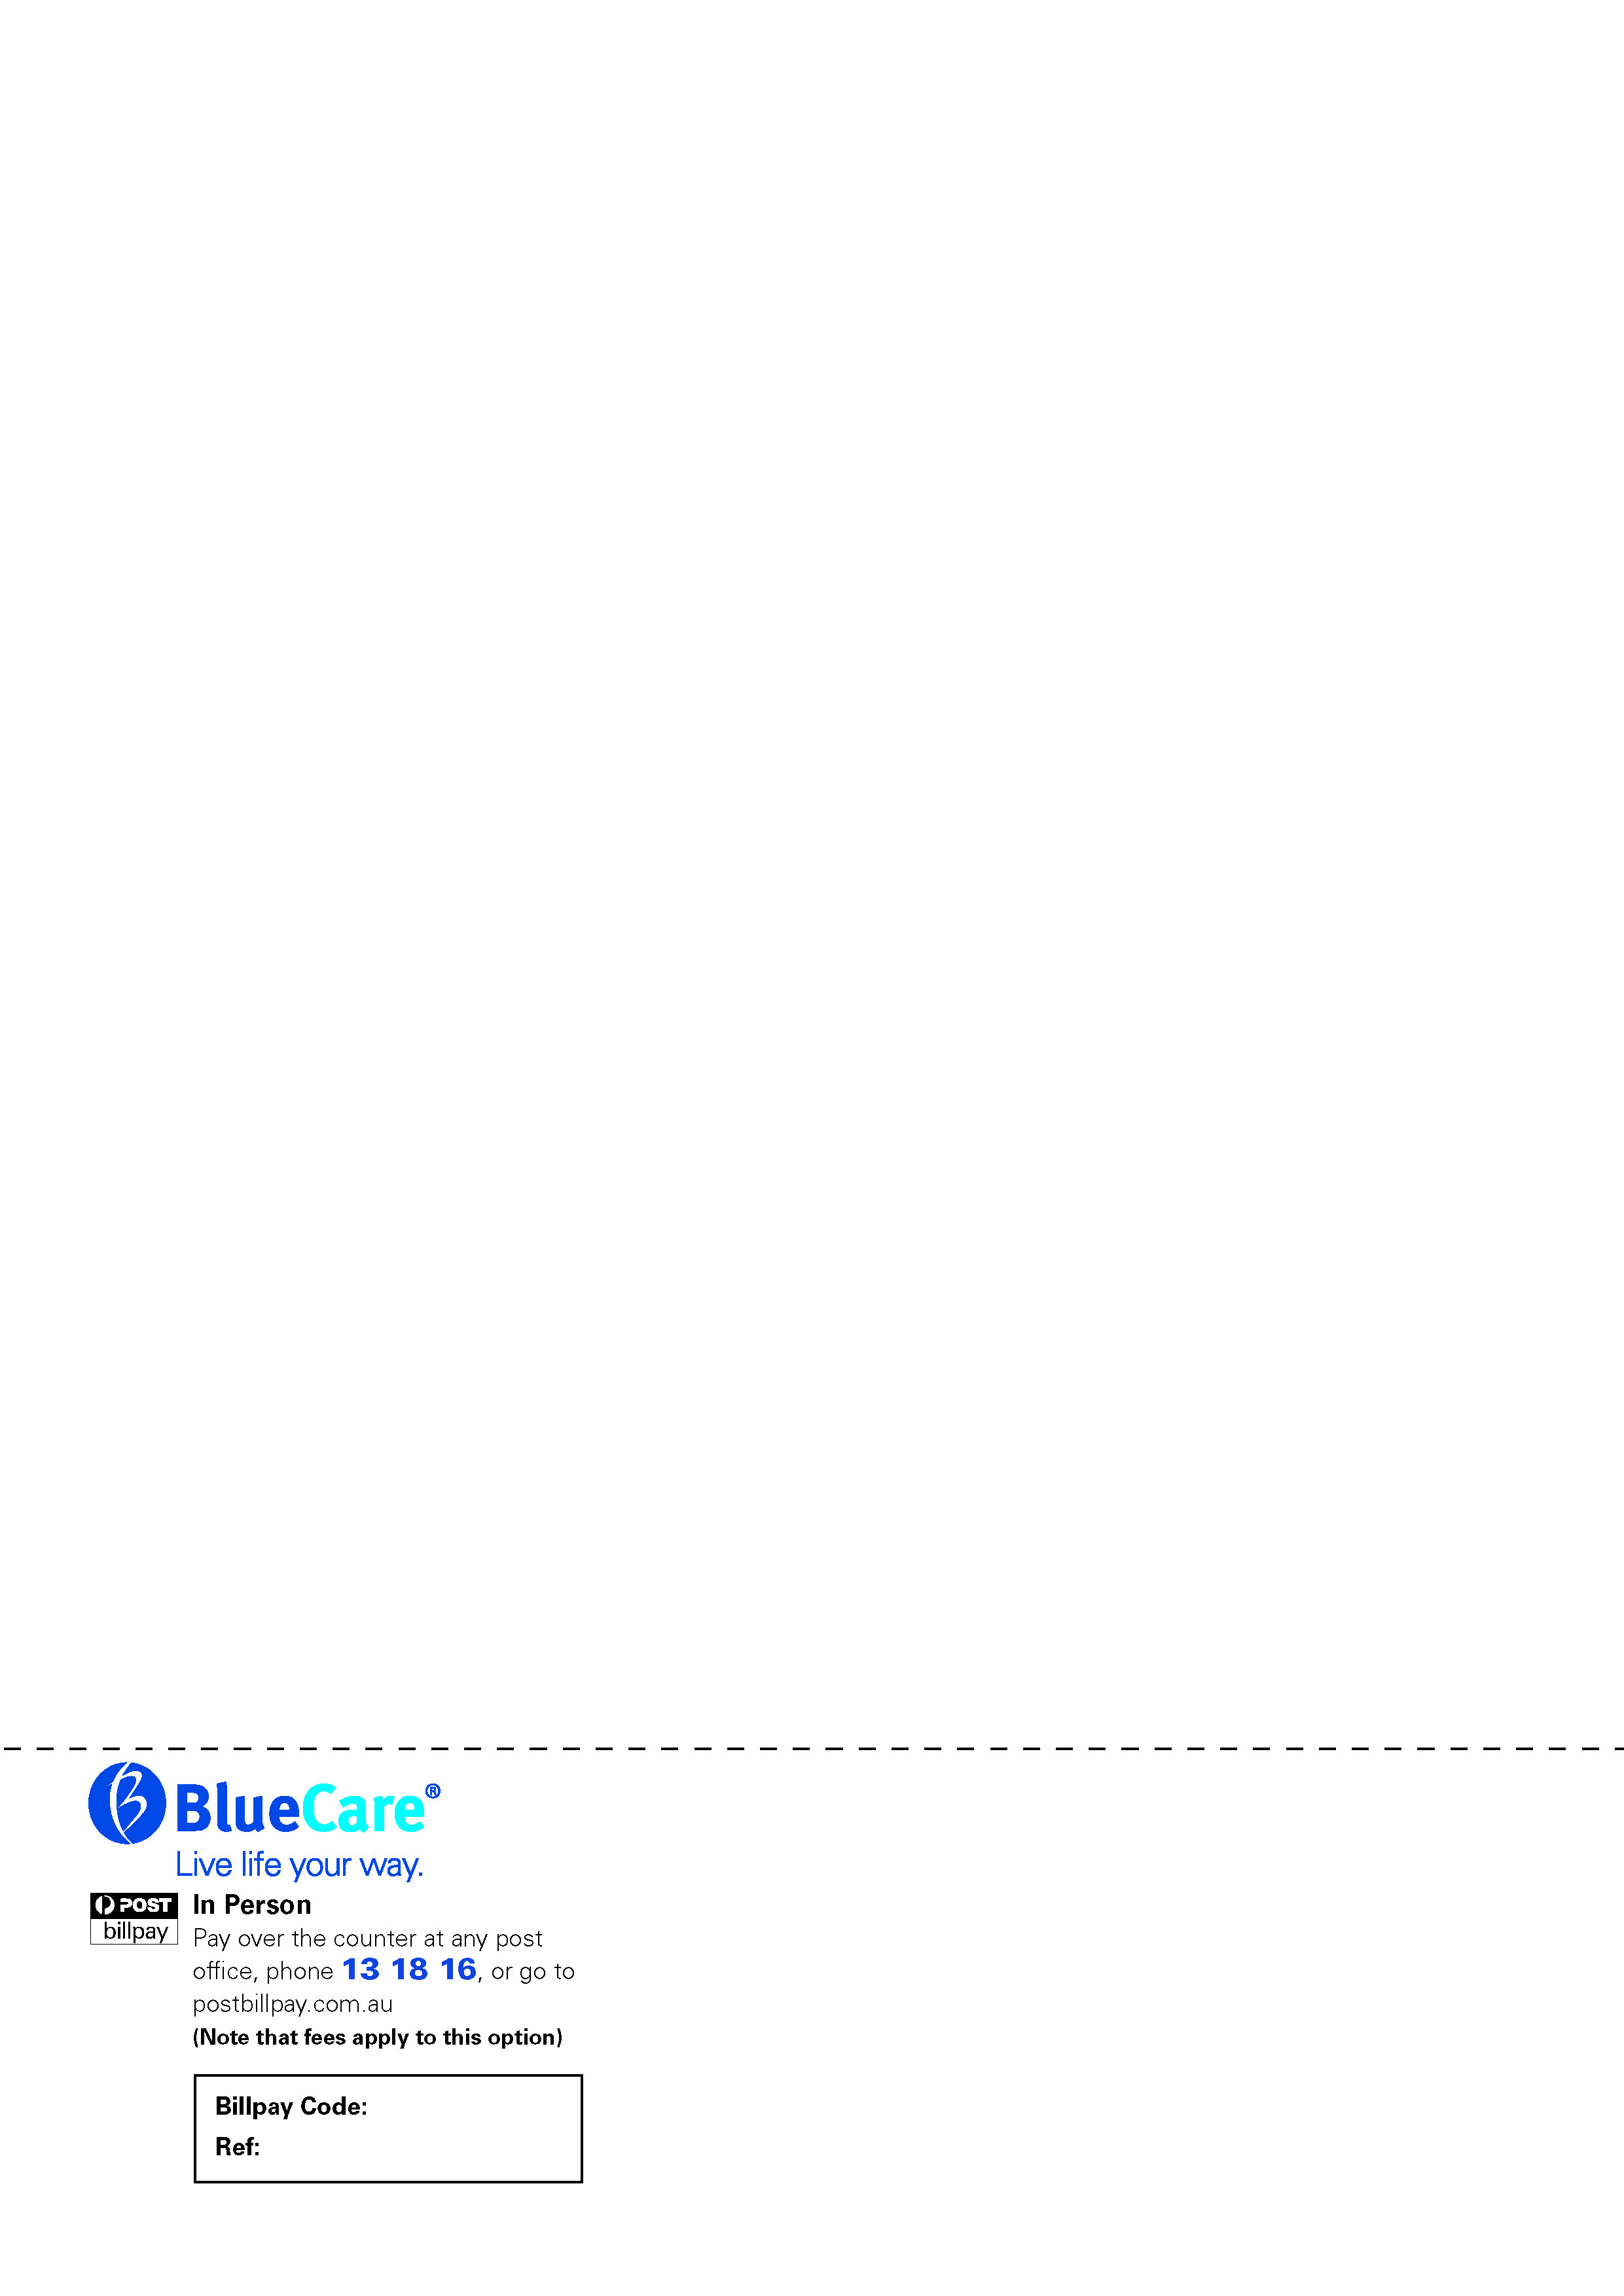 BlueCare®
Live life your way.
POST
billpay
In Person
Pay over the counter at any post
office, phone 13 18 16, or go to
postbillpay.com.au
(Note that fees apply to this option)
Billpay Code:
Ref: